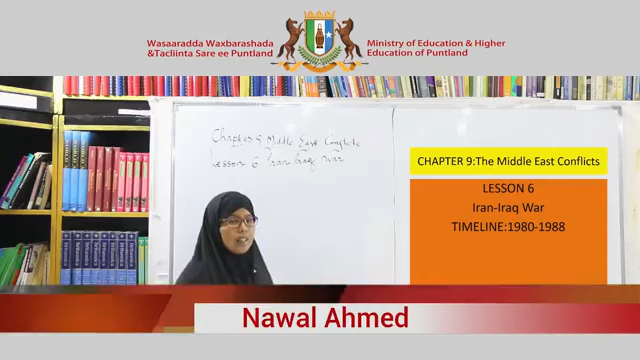 Wasaaradda Waxbarashada
&Tacliinta Sare ee Puntland
Ministry of Education & Higher
Education of Puntland
Chapter 9 Middle East Conflicts
Lesson 6 Iran Iraq war
CHAPTER 9:The Middle East Conflicts
LESSON 6
Iran-Iraq War
TIMELINE:1980-1988
Nawal Ahmed